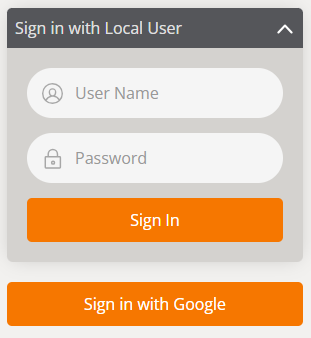 Sign in with Local User
User Name
Password
Sign In
Sign in with Google